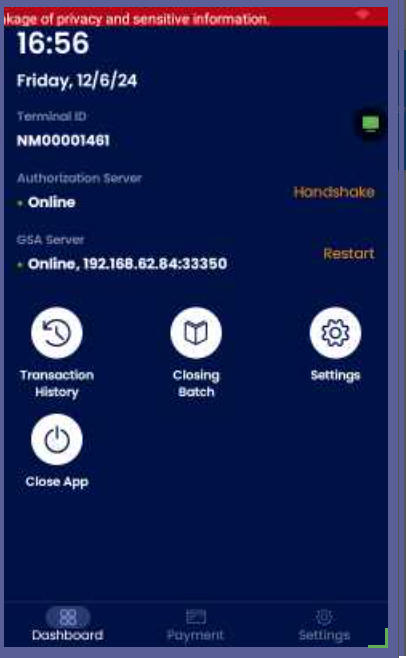 kage of privacy and sensitive information.
16:56
Friday, 12/6/24
Terminal ID
NM00001461
Authorization Server
• Online
Handshake
GSA Server
• Online, 192.168.62.84:33350
Restart
Transaction
History
Closing
Batch
Settings
Close App
Dashboard
Payment
Settings